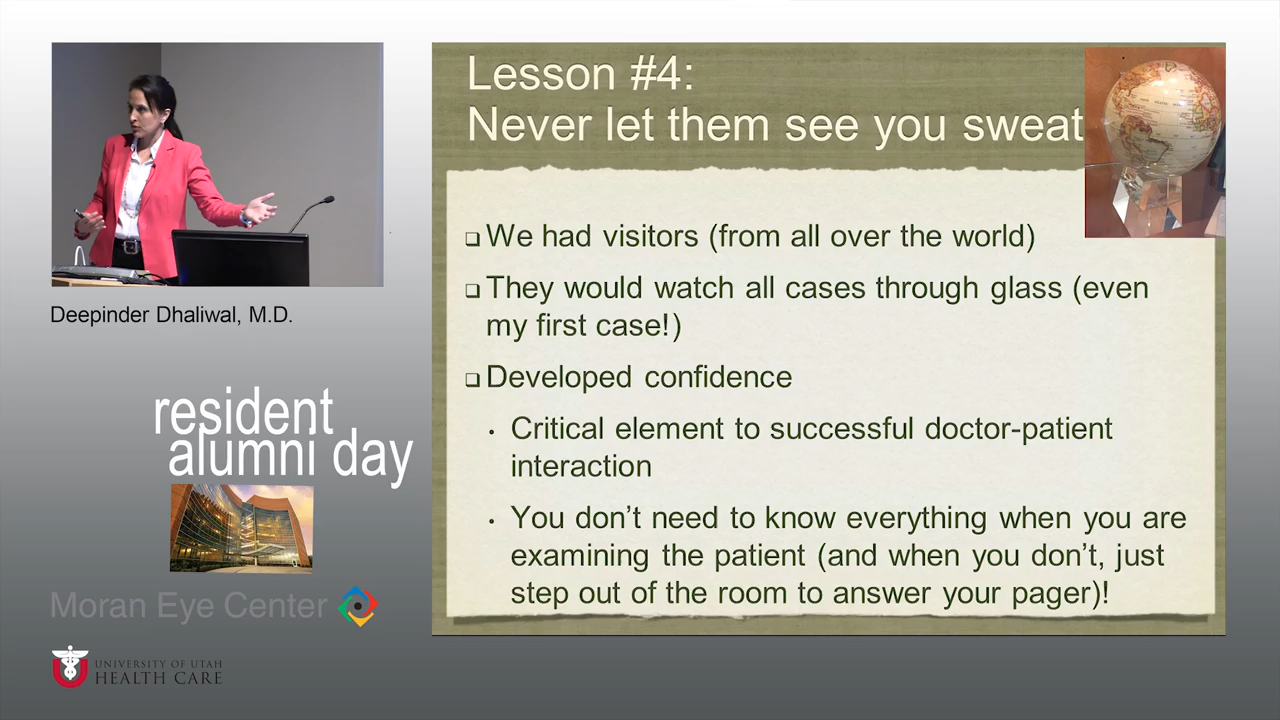 Lesson #4:
Never let them see you sweat
We had visitors (from all over the world)
They would watch all cases through glass (even
my first case!)
Developed confidence
Critical element to successful doctor-patient
interaction
You don’t need to know everything when you are
examining the patient (and when you don’t, just
step out of the room to answer your pager)!
Deepinder Dhaliwal, M.D.
resident
alumni day
Moran Eye Center
UNIVERSITY OF UTAH
HEALTH CARE